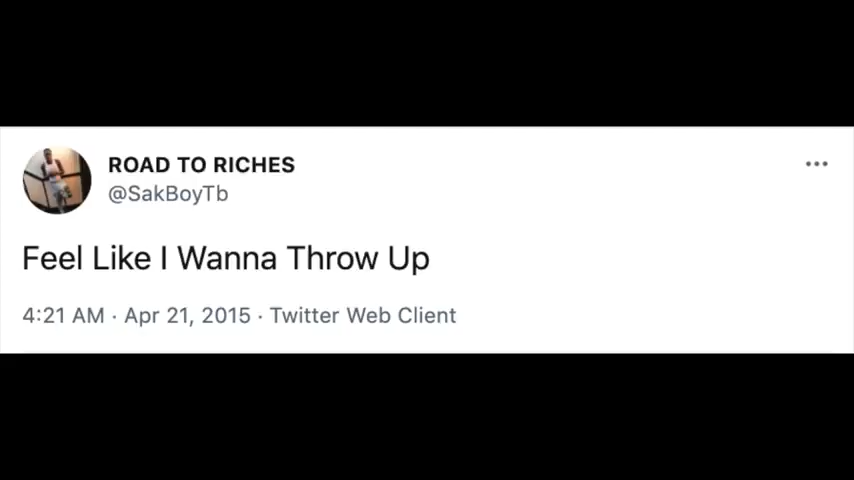 ROAD TO RICHES
@SakBoyTb
Feel Like I Wanna Throw Up
4:21 AM · Apr 21, 2015 · Twitter Web Client